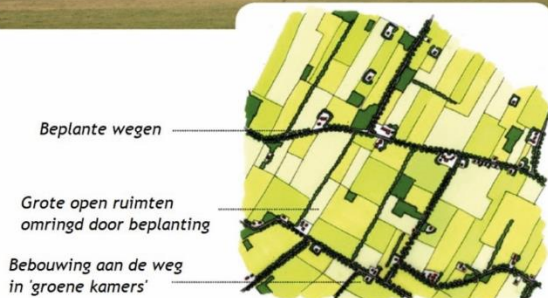 Beplante wegen
Grote open ruimten
omringd door beplanting
Bebouwing aan de weg
in 'groene kamers'